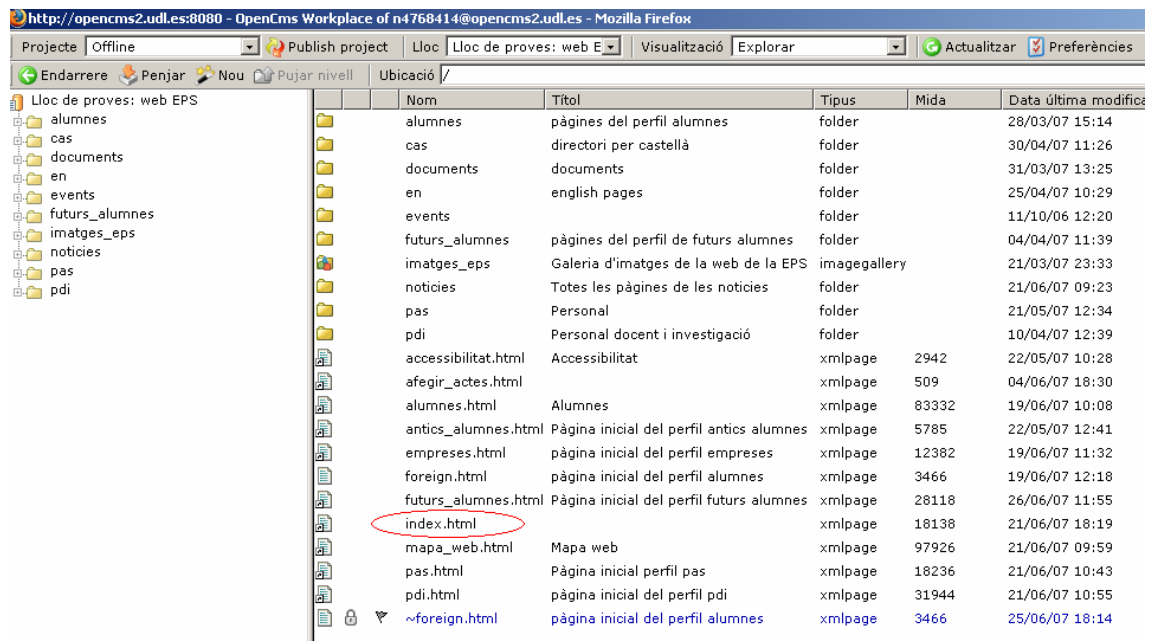 http://opencms2.udl.es:8080 - OpenCms Workplace of n4768414@opencms2.udl.es - Mozilla Firefox
Projecte Offline Publish project Lloc Lloc de proves: web E Visualització Explorar Actualitzar Preferències
Endarrere Penjar Nou Pujar nivell Ubicació /
Lloc de proves: web EPS
alumnes
cas
documents
en
events
futurs_alumnes
imatges_eps
noticies
pas
pdi
Nom Títol Tipus Mida Data última modifica
alumnes pàgines del perfil alumnes folder 28/03/07 15:14
cas directori per castellà folder 30/04/07 11:26
documents documents folder 31/03/07 13:25
en english pages folder 25/04/07 10:29
events folder 11/10/06 12:20
futurs_alumnes pàgines del perfil de futurs alumnes folder 04/04/07 11:39
imatges_eps Galeria d'imatges de la web de la EPS imagegallery 21/03/07 23:33
noticies Totes les pàgines de les noticies folder 21/06/07 09:23
pas Personal folder 21/05/07 12:34
pdi Personal docent i investigació folder 10/04/07 12:39
accessibilitat.html Accessibilitat xmlpage 2942 22/05/07 10:28
afegir_actes.html xmlpage 509 04/06/07 18:30
alumnes.html Alumnes xmlpage 83332 19/06/07 10:08
antics_alumnes.html Pàgina inicial del perfil antics alumnes xmlpage 5785 22/05/07 12:41
empreses.html pàgina inicial del perfil empreses xmlpage 12382 19/06/07 11:32
foreign.html pàgina inicial del perfil alumnes xmlpage 3466 19/06/07 12:18
futurs_alumnes.html Pàgina inicial del perfil futurs alumnes xmlpage 28118 26/06/07 11:55
index.html xmlpage 18138 21/06/07 18:19
mapa_web.html Mapa web xmlpage 97926 21/06/07 09:59
pas.html Pàgina inicial perfil pas xmlpage 18236 21/06/07 10:43
pdi.html pàgina inicial del perfil pdi xmlpage 31944 21/06/07 10:55
~foreign.html pàgina inicial del perfil alumnes xmlpage 3466 25/06/07 18:14